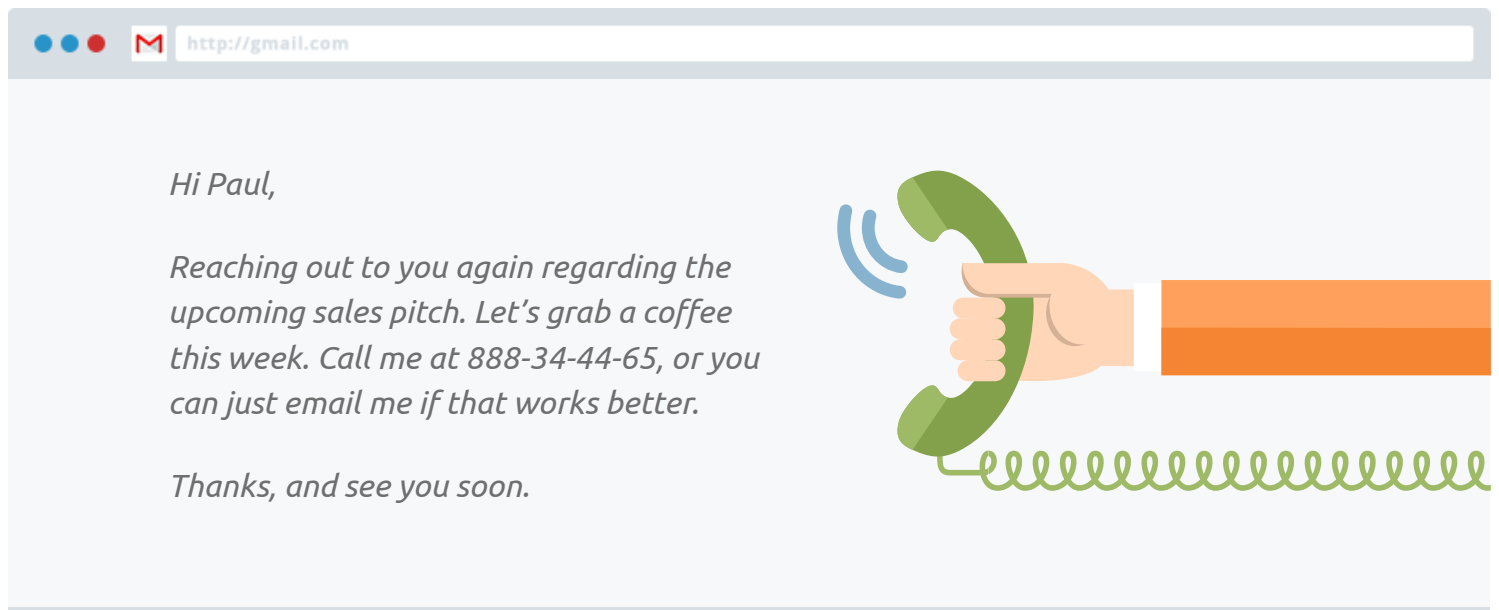 http://gmail.com
Hi Paul,
Reaching out to you again regarding the
upcoming sales pitch. Let’s grab a coffee
this week. Call me at 888-34-44-65, or you
can just email me if that works better.
Thanks, and see you soon.